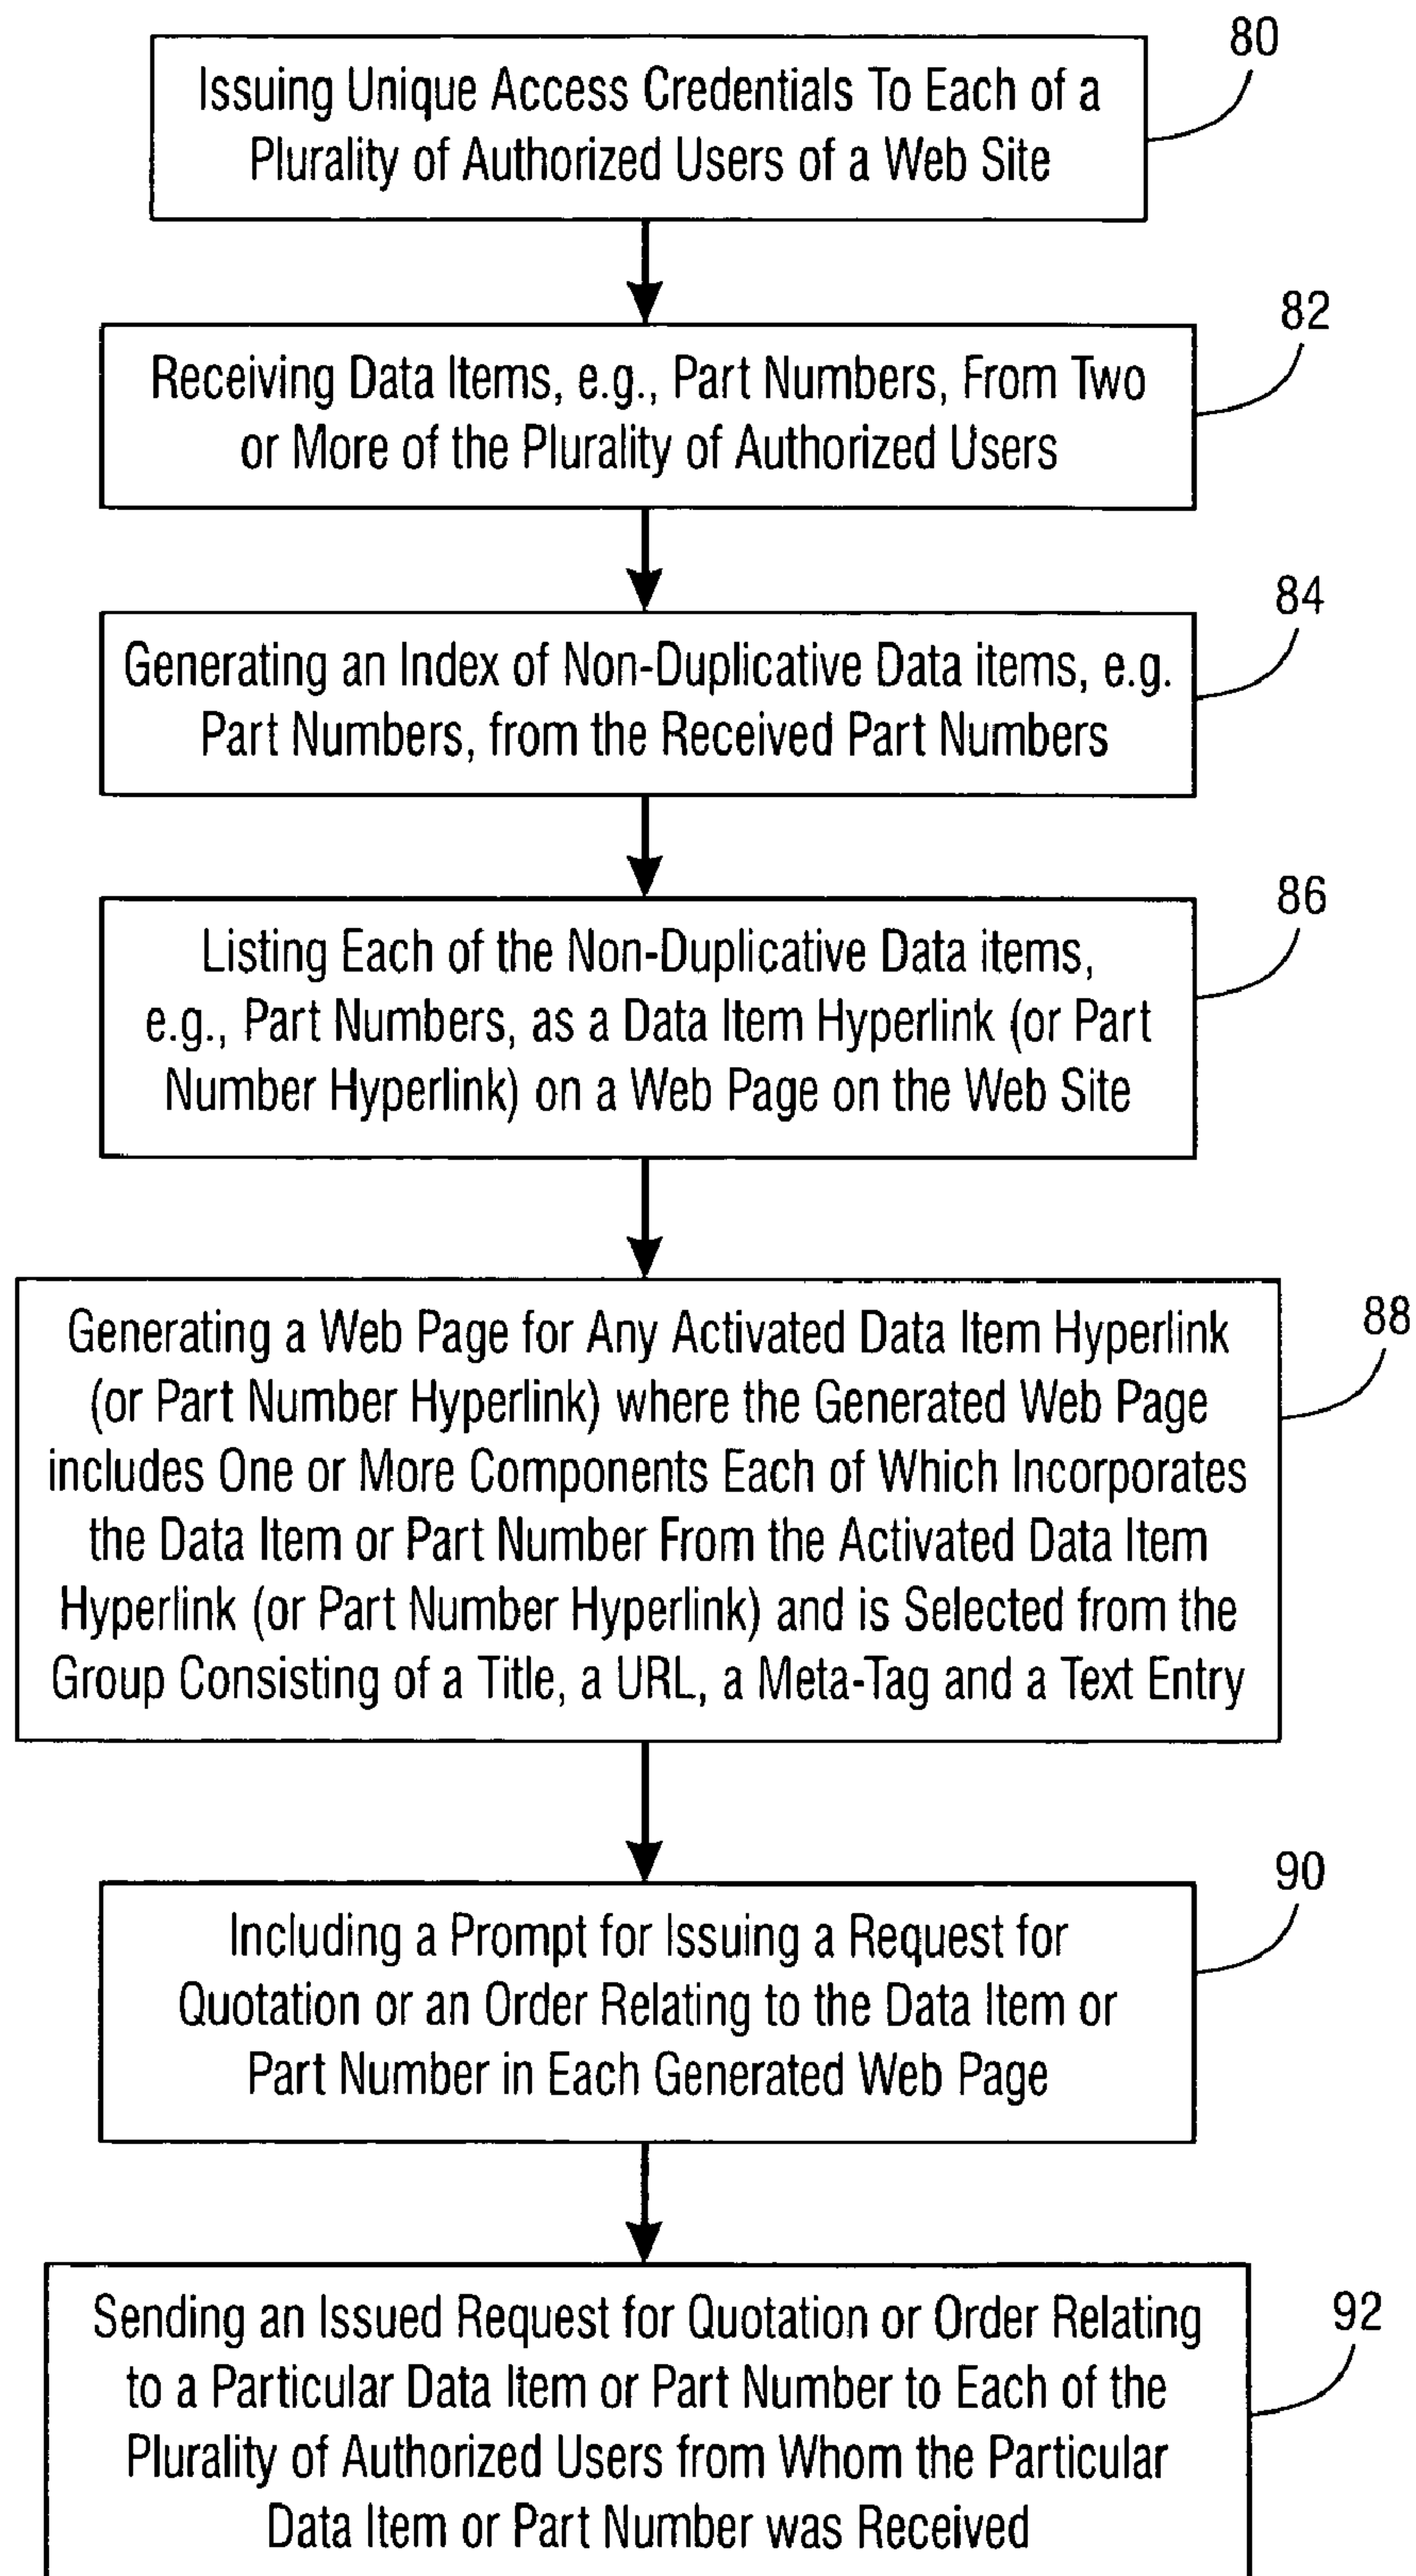 80
Issuing Unique Access Credentials To Each of a
Plurality of Authorized Users of a Web Site
82
Receiving Data Items, e.g., Part Numbers, From Two
or More of the Plurality of Authorized Users
84
Generating an Index of Non-Duplicative Data items, e.g.
Part Numbers, from the Received Part Numbers
86
Listing Each of the Non-Duplicative Data items,
e.g., Part Numbers, as a Data Item Hyperlink (or Part
Number Hyperlink) on a Web Page on the Web Site
88
Generating a Web Page for Any Activated Data Item Hyperlink
(or Part Number Hyperlink) where the Generated Web Page
includes One or More Components Each of Which Incorporates
the Data Item or Part Number From the Activated Data Item
Hyperlink (or Part Number Hyperlink) and is Selected from the
Group Consisting of a Title, a URL, a Meta-Tag and a Text Entry
90
Including a Prompt for Issuing a Request for
Quotation or an Order Relating to the Data Item or
Part Number in Each Generated Web Page
92
Sending an Issued Request for Quotation or Order Relating
to a Particular Data Item or Part Number to Each of the
Plurality of Authorized Users from Whom the Particular
Data Item or Part Number was Received